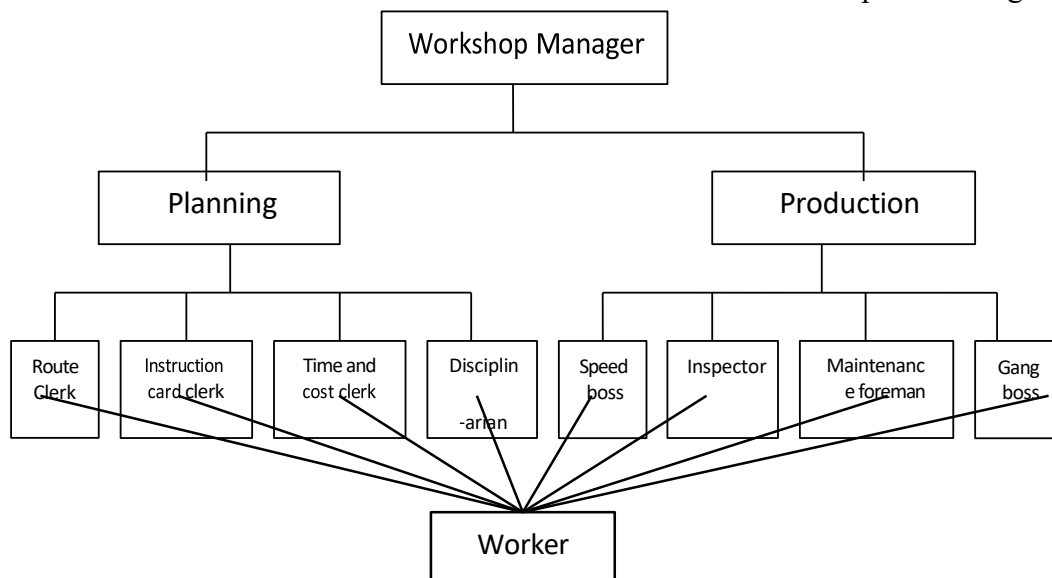 Workshop Manager
Planning
Production
Route
Clerk
Instruction
card clerk
Time and
cost clerk
Disciplin
-arian
Speed
boss
Inspector
Maintenanc
e foreman
Gang
boss
Worker